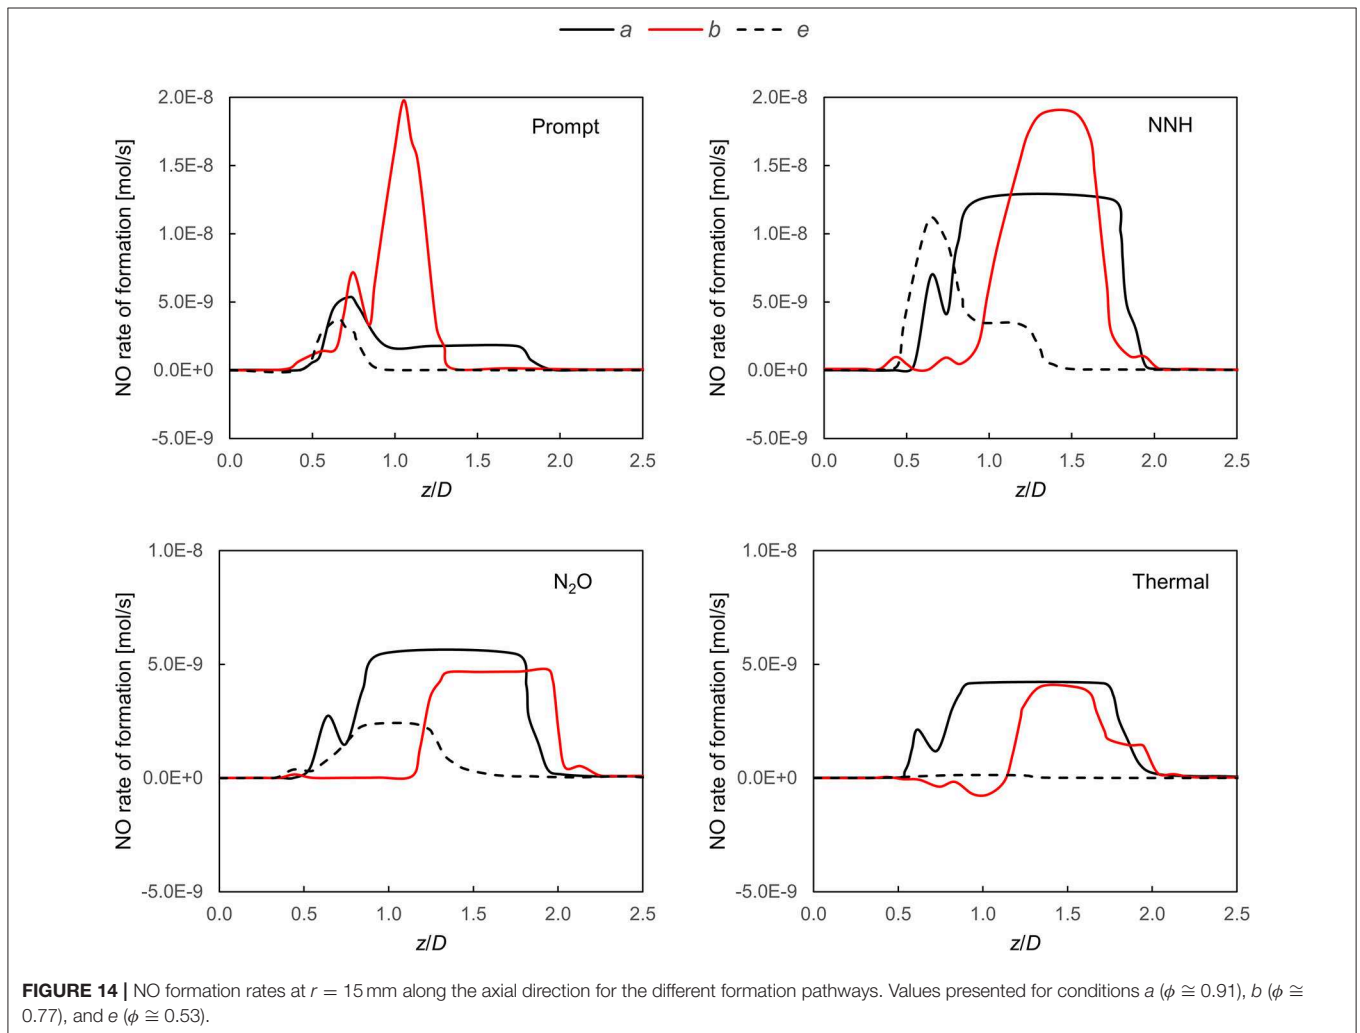 a b e
2.0E-8
1.5E-8
1.0E-8
5.0E-9
0.0E+0
-5.0E-9
NO rate of formation [mol/s]
Prompt
0.0 0.5 1.0 1.5 2.0 2.5
z/D
2.0E-8
1.5E-8
1.0E-8
5.0E-9
0.0E+0
-5.0E-9
NO rate of formation [mol/s]
NNH
0.0 0.5 1.0 1.5 2.0 2.5
z/D
1.0E-8
5.0E-9
0.0E+0
-5.0E-9
NO rate of formation [mol/s]
N₂O
0.0 0.5 1.0 1.5 2.0 2.5
z/D
1.0E-8
5.0E-9
0.0E+0
-5.0E-9
NO rate of formation [mol/s]
Thermal
0.0 0.5 1.0 1.5 2.0 2.5
z/D
FIGURE 14 | NO formation rates at r = 15 mm along the axial direction for the different formation pathways. Values presented for conditions a (ϕ ≅ 0.91), b (ϕ ≅
0.77), and e (ϕ ≅ 0.53).